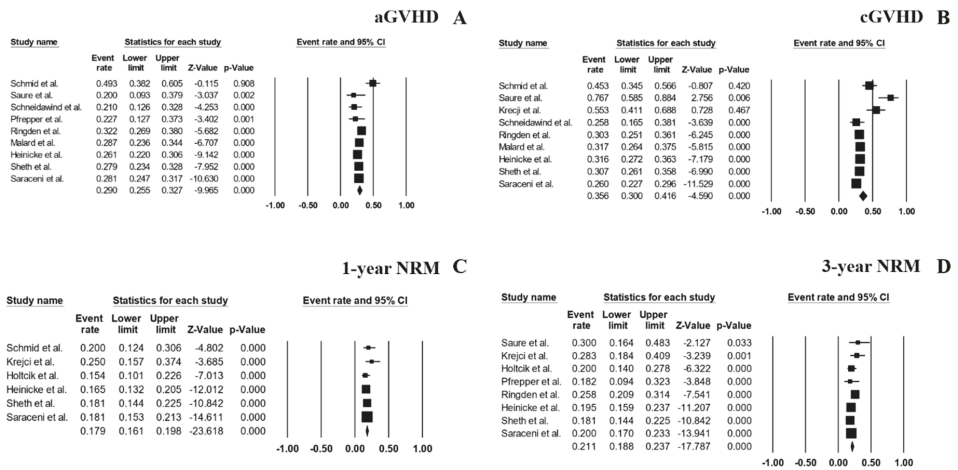 aGVHD A
Study name Statistics for each study Event rate and 95% CI
Event Lower Upper
rate limit limit Z-Value p-Value
Schmid et al. 0.493 0.382 0.605 -0.115 0.908
Saure et al. 0.200 0.093 0.379 -3.037 0.002
Schneidawind et al. 0.210 0.126 0.328 -4.253 0.000
Pfrepper et al. 0.227 0.127 0.373 -3.402 0.001
Ringden et al. 0.322 0.269 0.380 -5.682 0.000
Malard et al. 0.287 0.236 0.344 -6.707 0.000
Heinicke et al. 0.261 0.220 0.306 -9.142 0.000
Sheth et al. 0.279 0.234 0.328 -7.952 0.000
Saraceni et al. 0.281 0.247 0.317 -10.630 0.000
0.290 0.255 0.327 -9.965 0.000
-1.00 0.00 0.50 1.00
cGVHD B
Study name Statistics for each study Event rate and 95% CI
Event Lower Upper
rate limit limit Z-Value p-Value
Schmid et al. 0.453 0.345 0.566 -0.807 0.420
Saure et al. 0.767 0.585 0.884 2.756 0.006
Krecji et al. 0.553 0.411 0.688 0.728 0.467
Schneidawind et al. 0.258 0.165 0.381 -3.639 0.000
Ringden et al. 0.303 0.251 0.361 -6.245 0.000
Malard et al. 0.317 0.264 0.375 -5.815 0.000
Heinicke et al. 0.316 0.272 0.363 -7.179 0.000
Sheth et al. 0.307 0.261 0.358 -6.990 0.000
Saraceni et al. 0.260 0.227 0.296 -11.529 0.000
0.356 0.300 0.416 -4.590 0.000
-1.00 0.00 0.50 1.00
1-year NRM C
Study name Statistics for each study Event rate and 95% CI
Event Lower Upper
rate limit limit Z-Value p-Value
Schmid et al. 0.200 0.124 0.306 -4.802 0.000
Krejci et al. 0.250 0.157 0.374 -3.685 0.000
Holtcik et al. 0.154 0.101 0.226 -7.013 0.000
Heinicke et al. 0.165 0.132 0.205 -12.012 0.000
Sheth et al. 0.181 0.144 0.225 -10.842 0.000
Saraceni et al. 0.181 0.153 0.213 -14.611 0.000
0.179 0.161 0.198 -23.618 0.000
-1.00 0.00 0.50 1.00
3-year NRM D
Study name Statistics for each study Event rate and 95% CI
Event Lower Upper
rate limit limit Z-Value p-Value
Saure et al. 0.300 0.164 0.483 -2.127 0.033
Krejci et al. 0.283 0.184 0.409 -3.239 0.001
Holtcik et al. 0.200 0.140 0.278 -6.322 0.000
Pfrepper et al. 0.182 0.094 0.323 -3.848 0.000
Ringden et al. 0.258 0.209 0.314 -7.541 0.000
Heinicke et al. 0.195 0.159 0.237 -11.207 0.000
Sheth et al. 0.181 0.144 0.225 -10.842 0.000
Saraceni et al. 0.200 0.170 0.233 -13.941 0.000
0.211 0.188 0.237 -17.787 0.000
-1.00 0.00 0.50 1.00